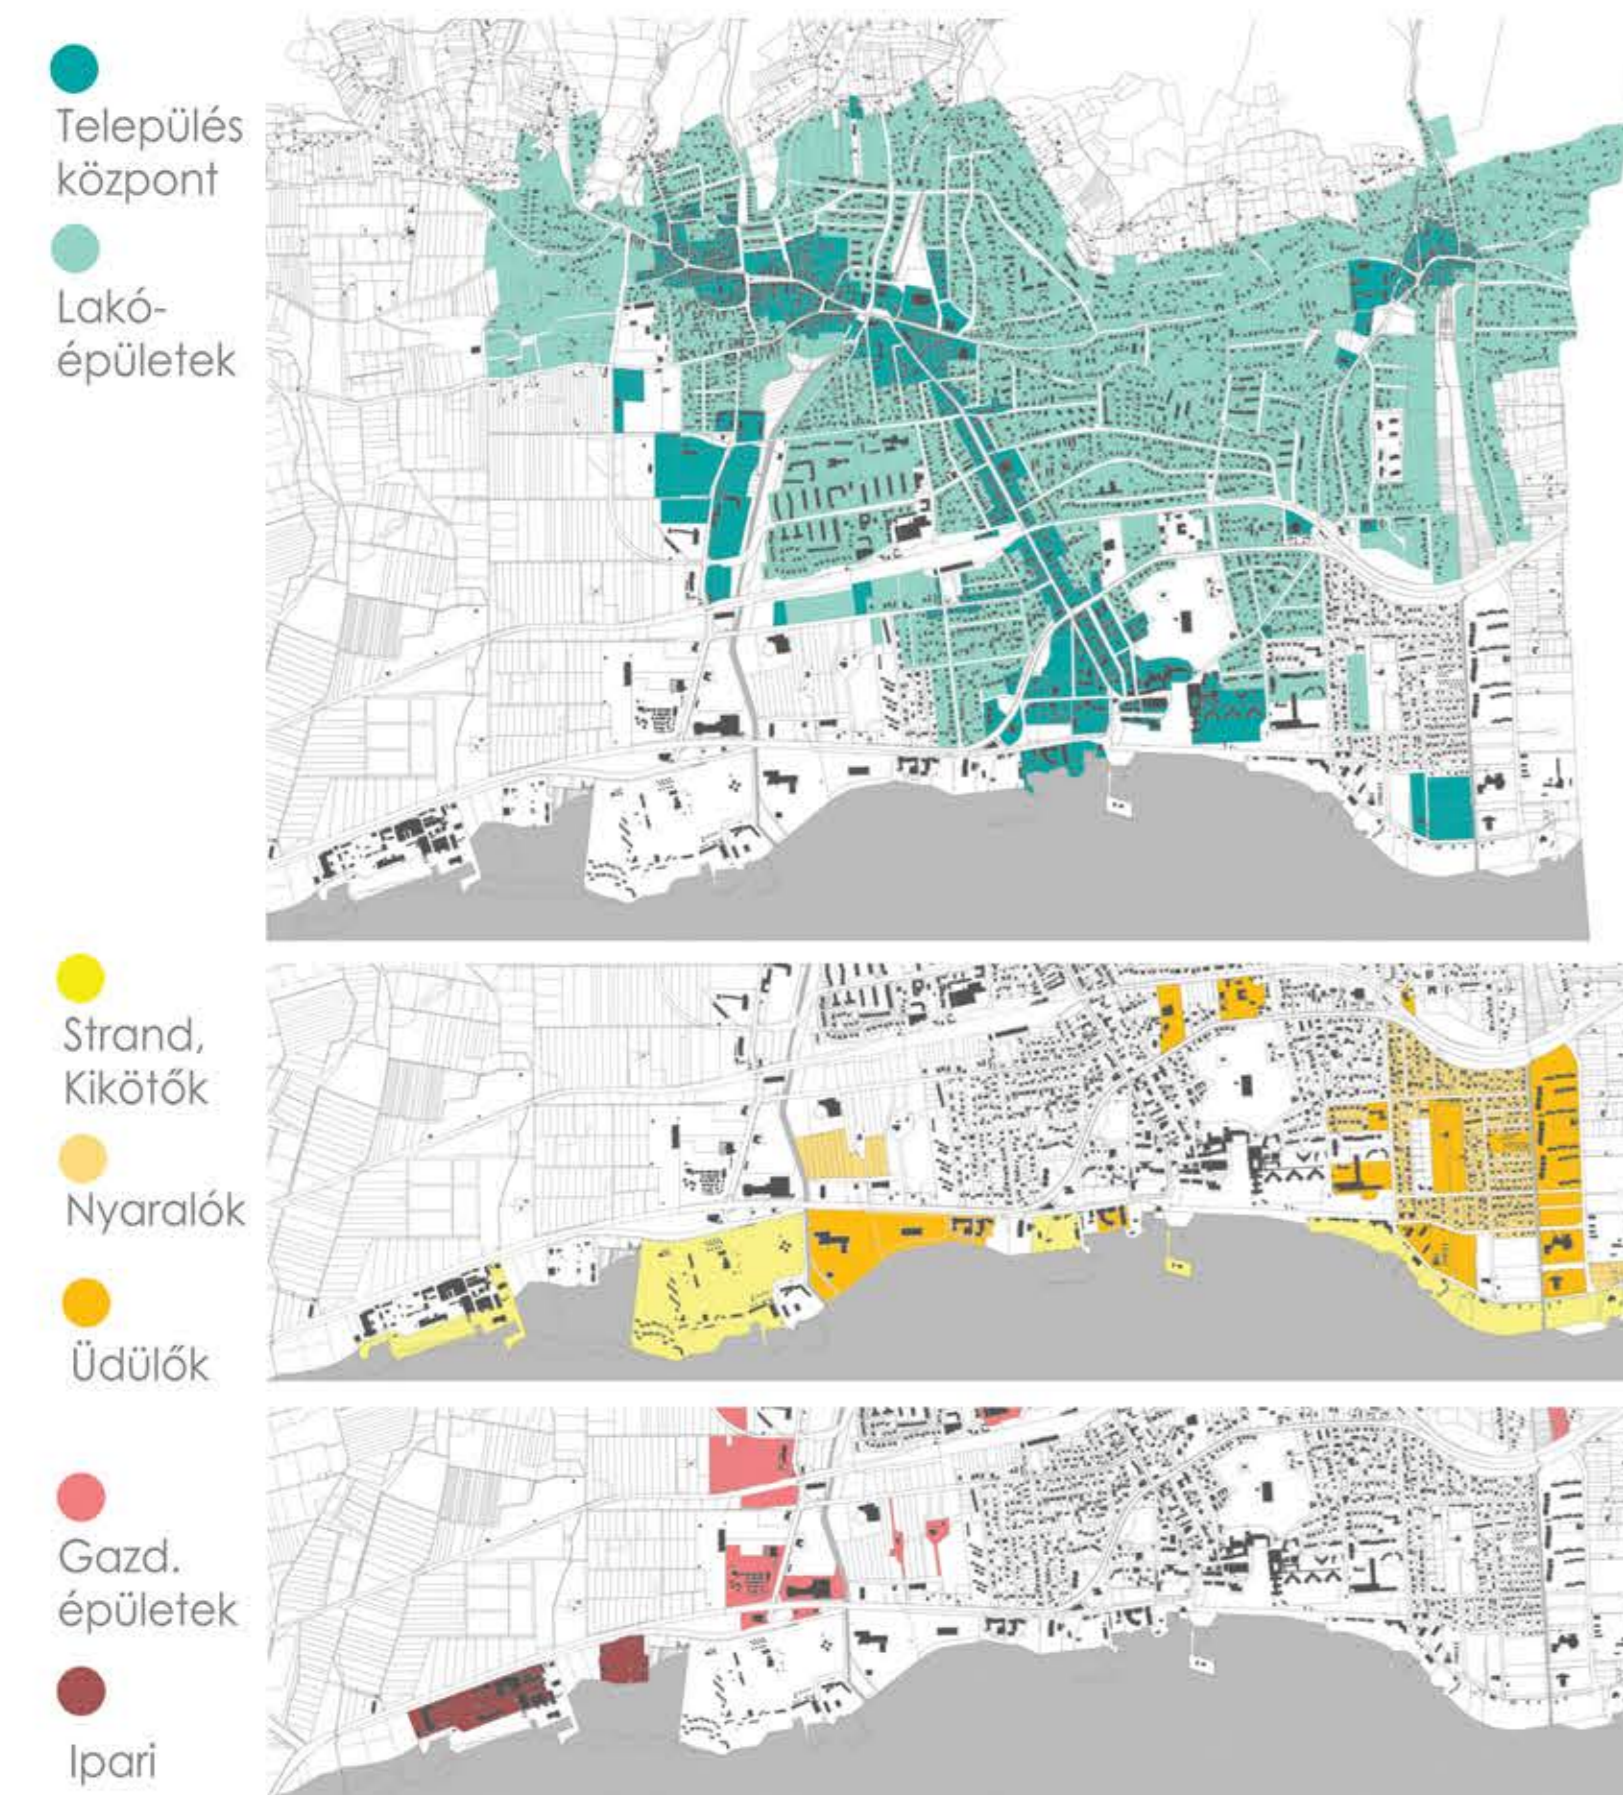 Település
központ
Lakó-
épületek
Strand,
Kikötők
Nyaralók
Üdülők
Gazd.
épületek
Ipari